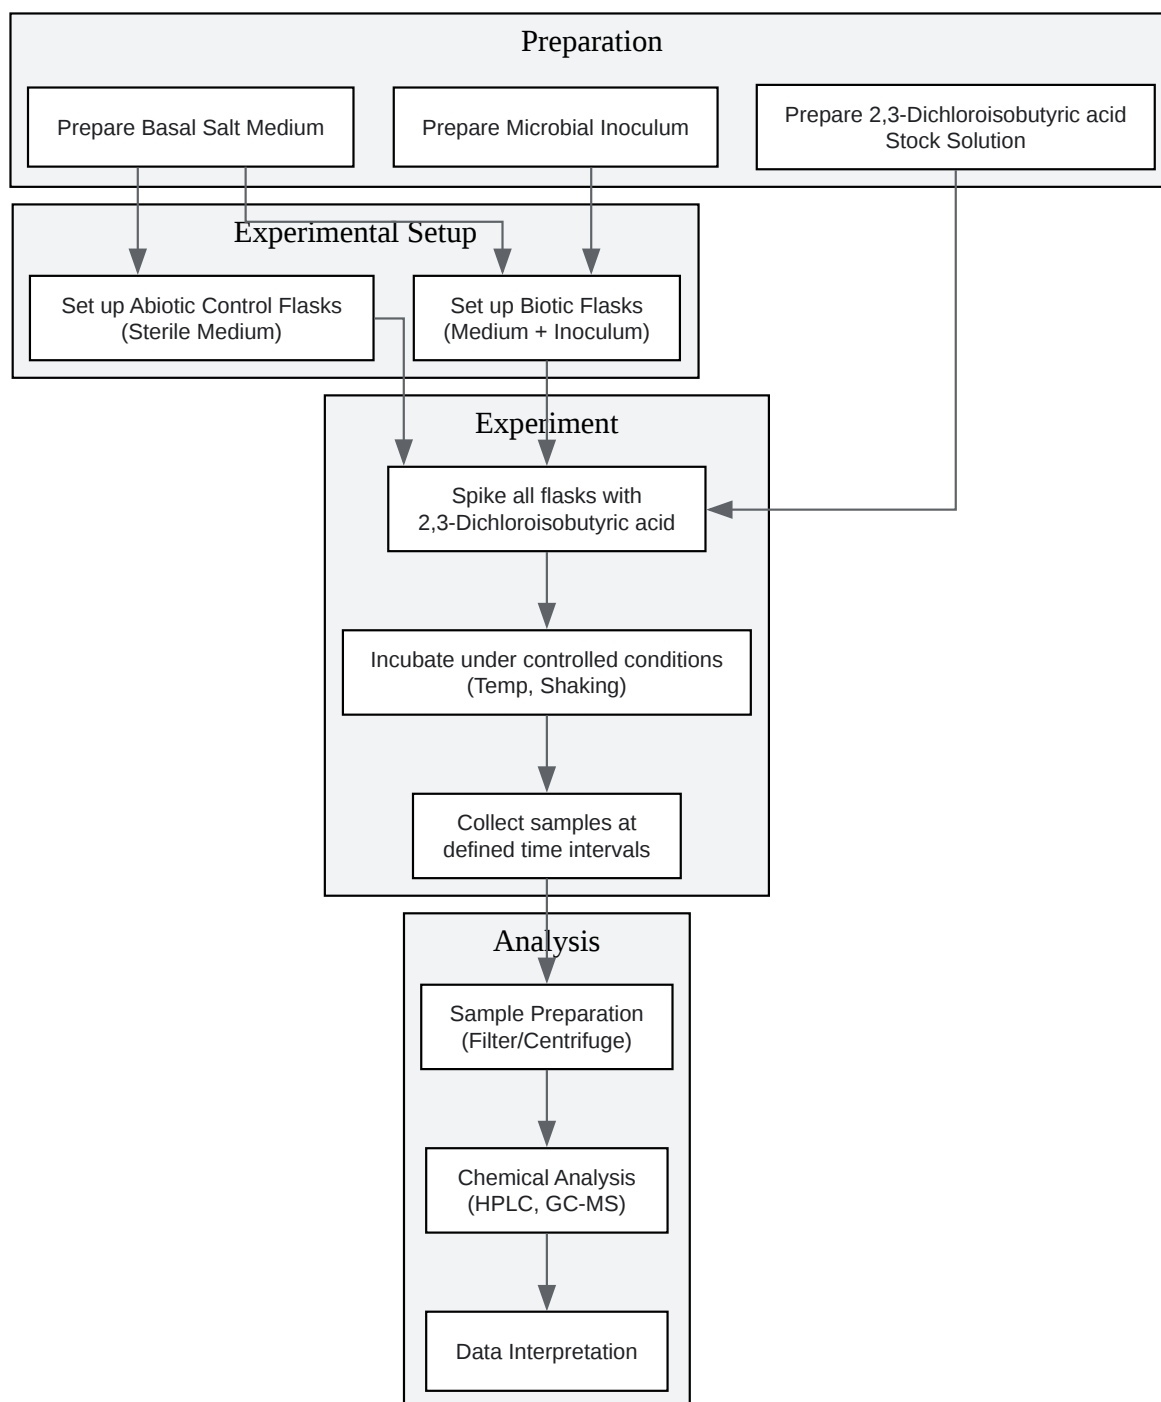 Preparation
Prepare Basal Salt Medium
Prepare Microbial Inoculum
Prepare 2,3-Dichloroisobutyric acid
Stock Solution
Experimental Setup
Set up Abiotic Control Flasks
(Sterile Medium)
Set up Biotic Flasks
(Medium + Inoculum)
Experiment
Spike all flasks with
2,3-Dichloroisobutyric acid
Incubate under controlled conditions
(Temp, Shaking)
Collect samples at
defined time intervals
Analysis
Sample Preparation
(Filter/Centrifuge)
Chemical Analysis
(HPLC, GC-MS)
Data Interpretation